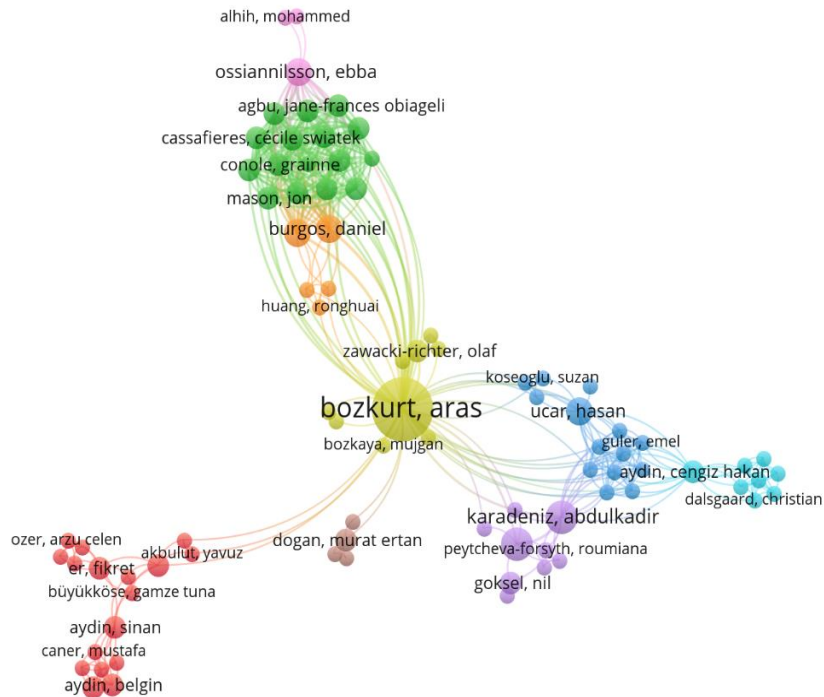 alhih, mohammed
ossiannilsson, ebba
agbu, jane-frances obiageli
cassafieres, cécile swiatek
conole, grainne
mason, jon
burgos, daniel
huang, ronghuai
zawacki-richter, olaf
koseoglu, suzan
bozkurt, aras
ucar, hasan
bozkaya, mujgan
guler, emel
aydin, cengiz hakan
dalsgaard, christian
karadeniz, abdulkadir
ozer, arzu celen
akbulut, yavuz
dogan, murat ertan
peytcheva-forsyth, roumiana
er, fikret
goksel, nil
büyükköse, gamze tuna
aydin, sinan
caner, mustafa
aydin, belgin